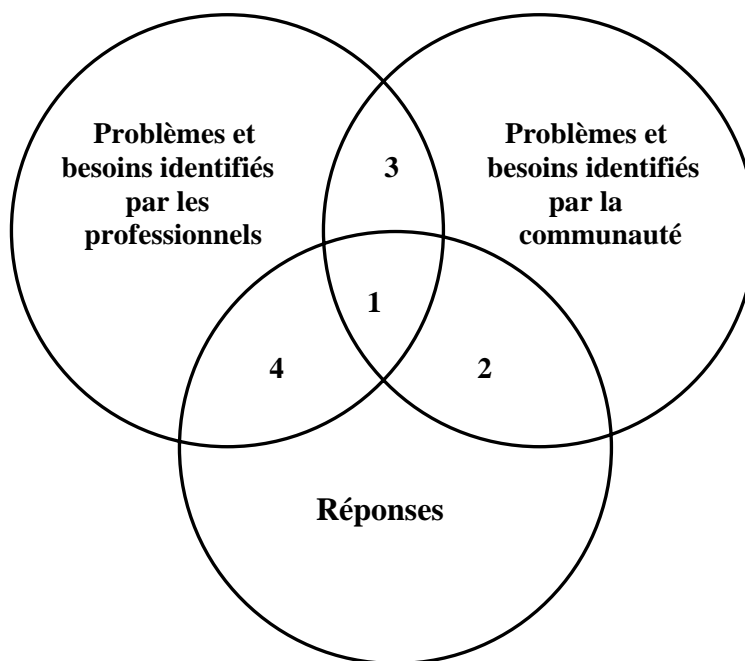 Problèmes et
besoins identifiés
par les
professionnels
Problèmes et
besoins identifiés
par la
communauté
3
1
4
2
Réponses